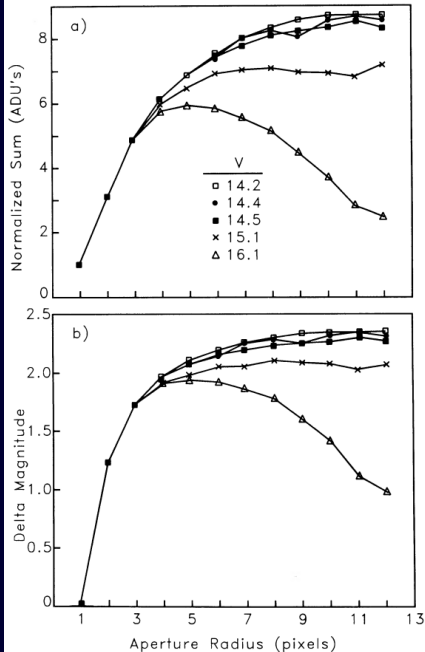 a)
Normalized Sum (ADU's)
8
6
4
2
0
V
14.2
14.4
14.5
15.1
16.1
b)
Delta Magnitude
2.5
2.0
1.5
1.0
0.5
0
1 3 5 7 9 11 13
Aperture Radius (pixels)